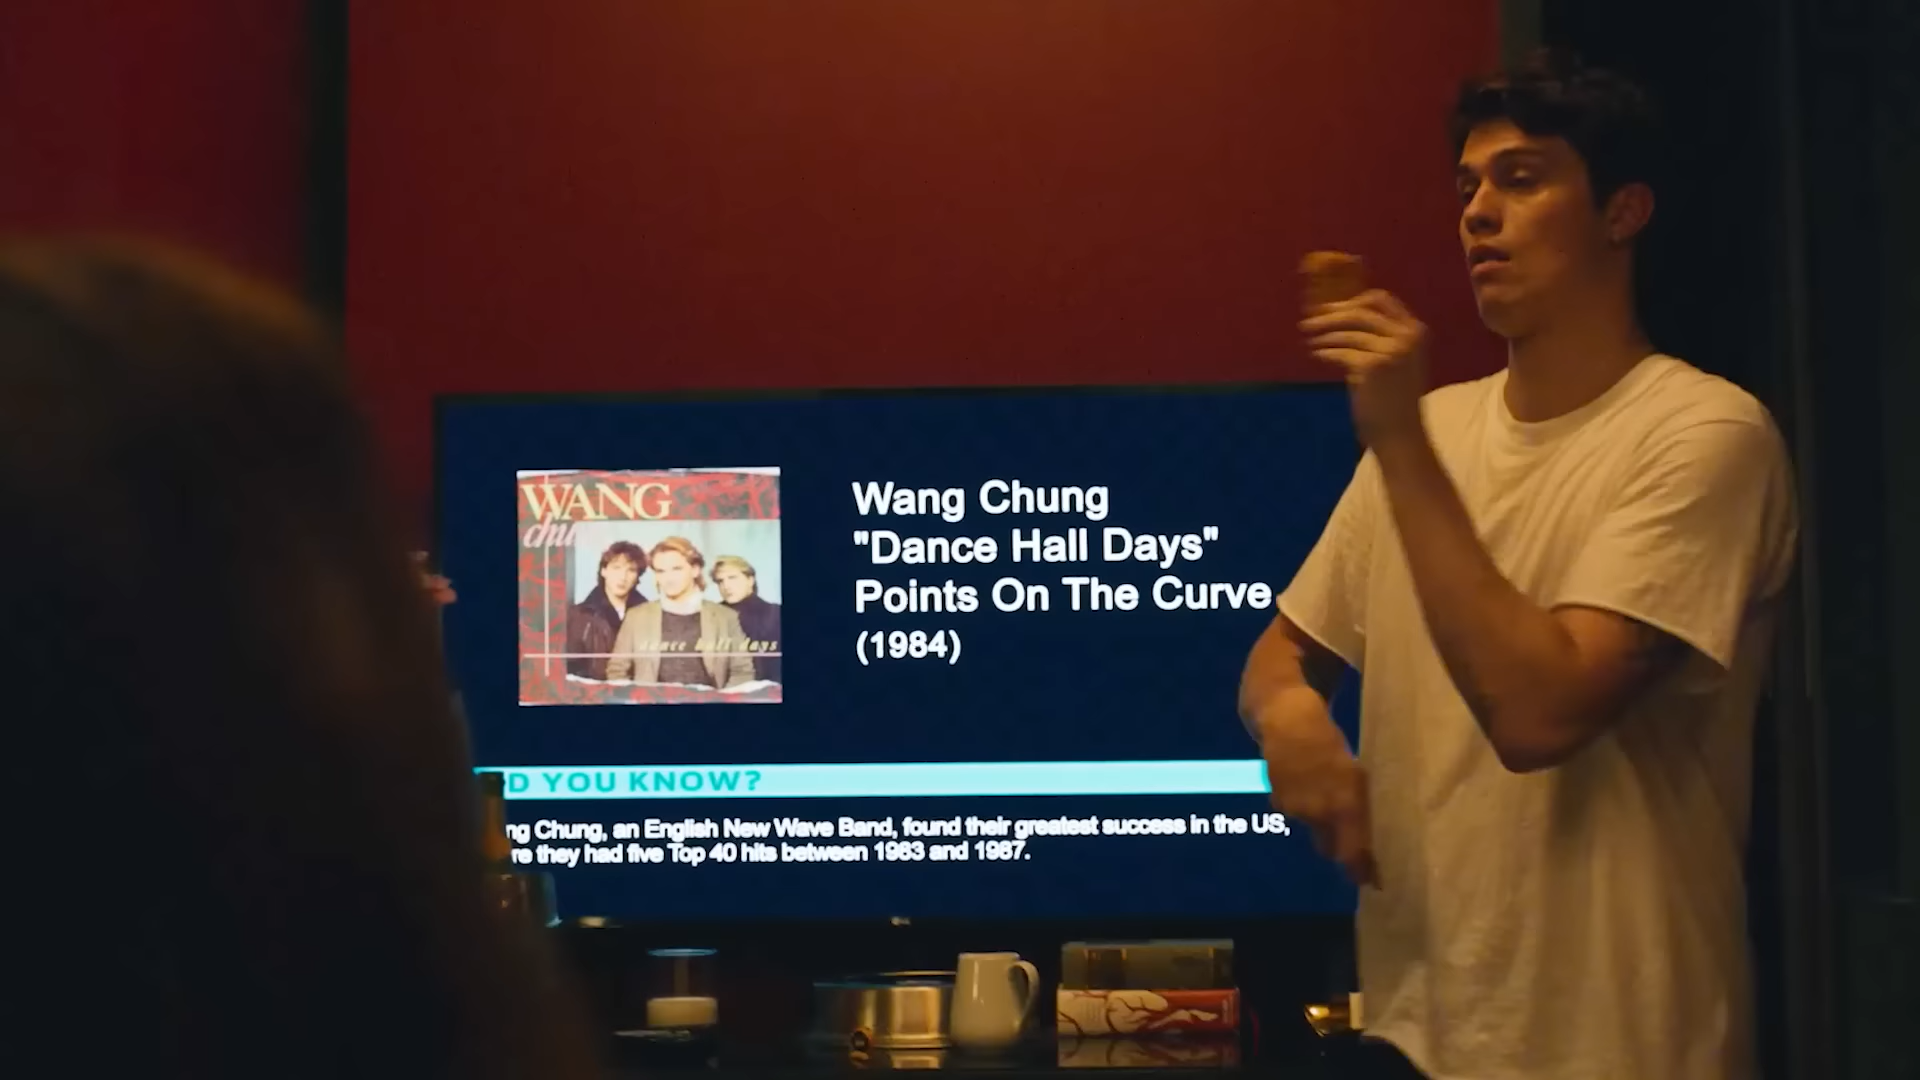 WANG
chu
dance hall days
Wang Chung
"Dance Hall Days"
Points On The Curve
(1984)
D YOU KNOW?
ng Chung, an English New Wave Band, found their greatest success in the US,
re they had five Top 40 hits between 1983 and 1987.